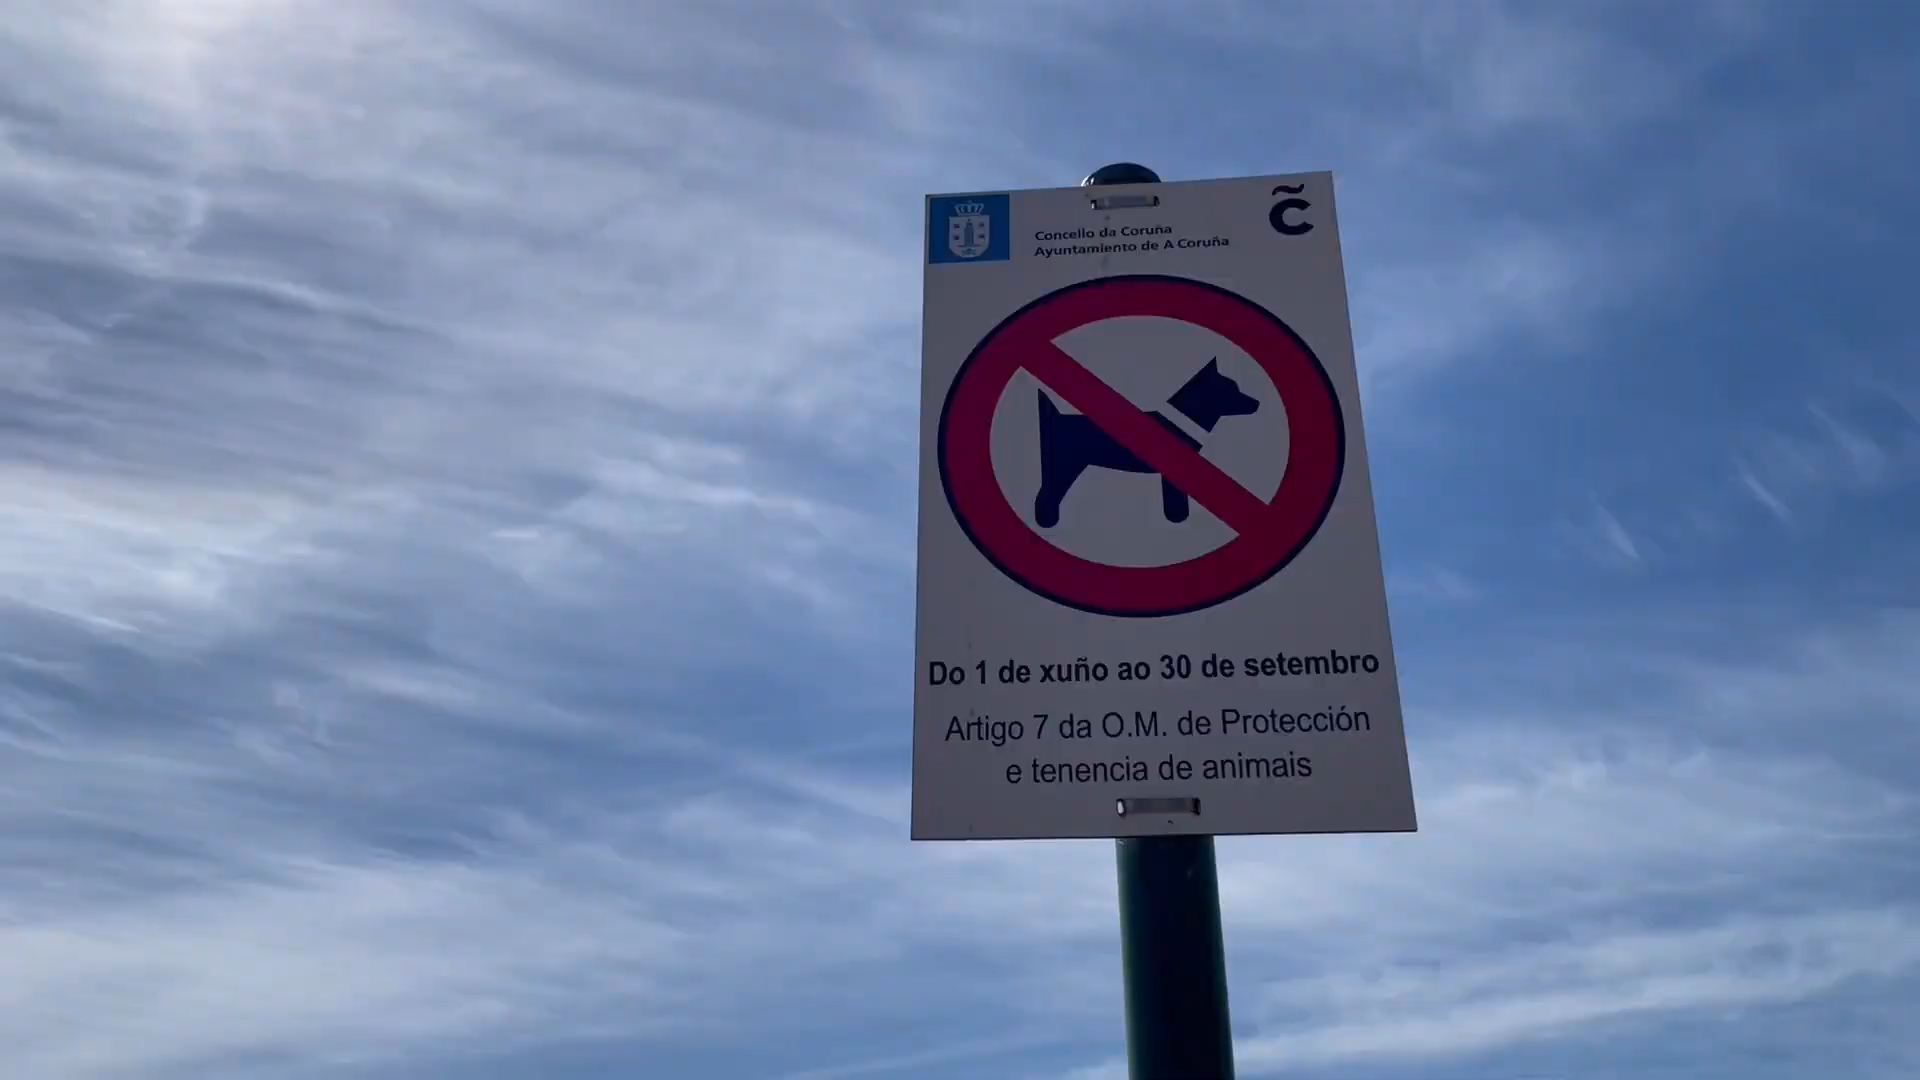 Concello da Coruña
Ayuntamiento de A Coruña
Do 1 de xuño ao 30 de setembro
Artigo 7 da O.M. de Protección
e tenencia de animais